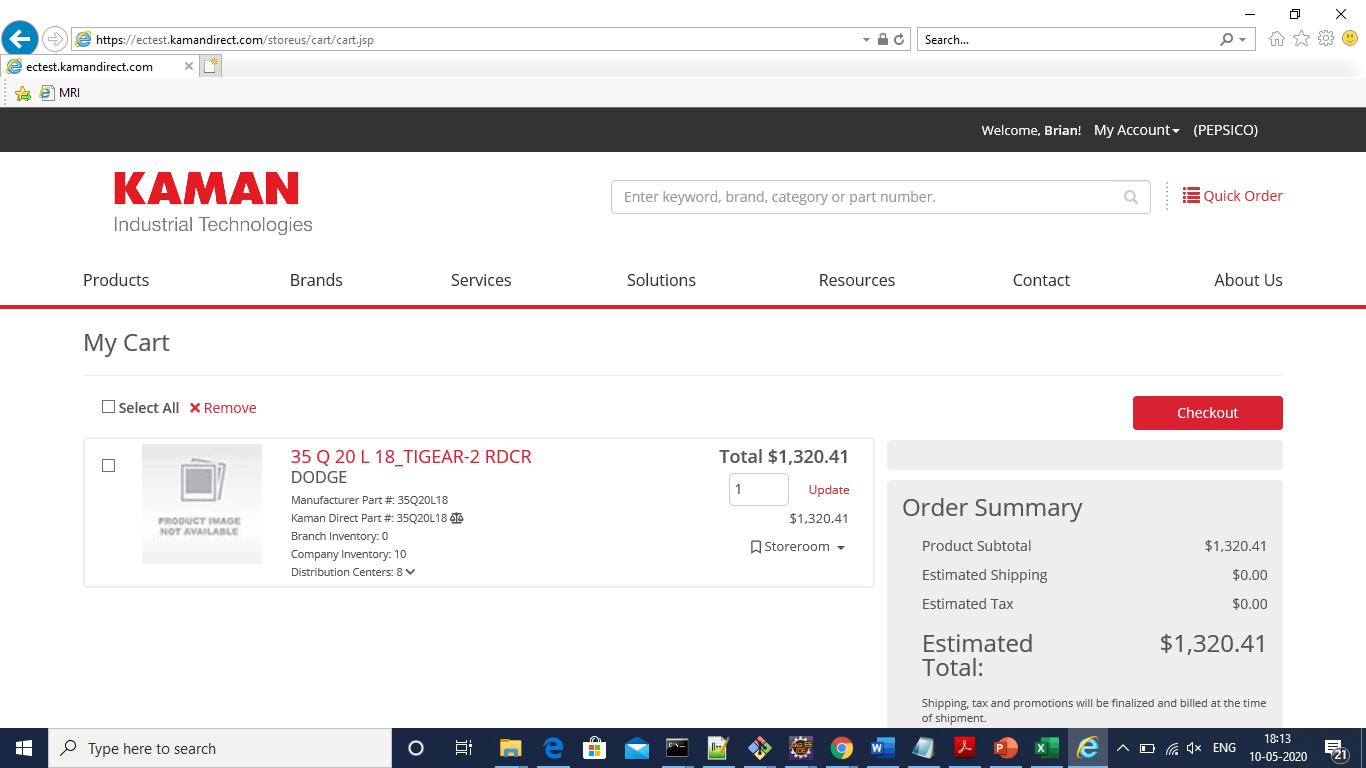 https://ectest.kamandirect.com/storeus/cart/cart.jsp
Search...
ectest.kamandirect.com
MRI
Welcome, Brian! My Account (PEPSICO)
KAMAN
Industrial Technologies
Enter keyword, brand, category or part number.
Quick Order
Products Brands Services Solutions Resources Contact About Us
My Cart
Select All Remove
Checkout
PRODUCT IMAGE
NOT AVAILABLE
35 Q 20 L 18_TIGEAR-2 RDCR
DODGE
Manufacturer Part #: 35Q20L18
Kaman Direct Part #: 35Q20L18
Branch Inventory: 0
Company Inventory: 10
Distribution Centers: 8
Total $1,320.41
1 Update
$1,320.41
Storeroom
Order Summary
Product Subtotal $1,320.41
Estimated Shipping $0.00
Estimated Tax $0.00
Estimated $1,320.41
Total:
Shipping, tax and promotions will be finalized and billed at the time
of shipment.
Type here to search
ENG
18:13
10-05-2020
21